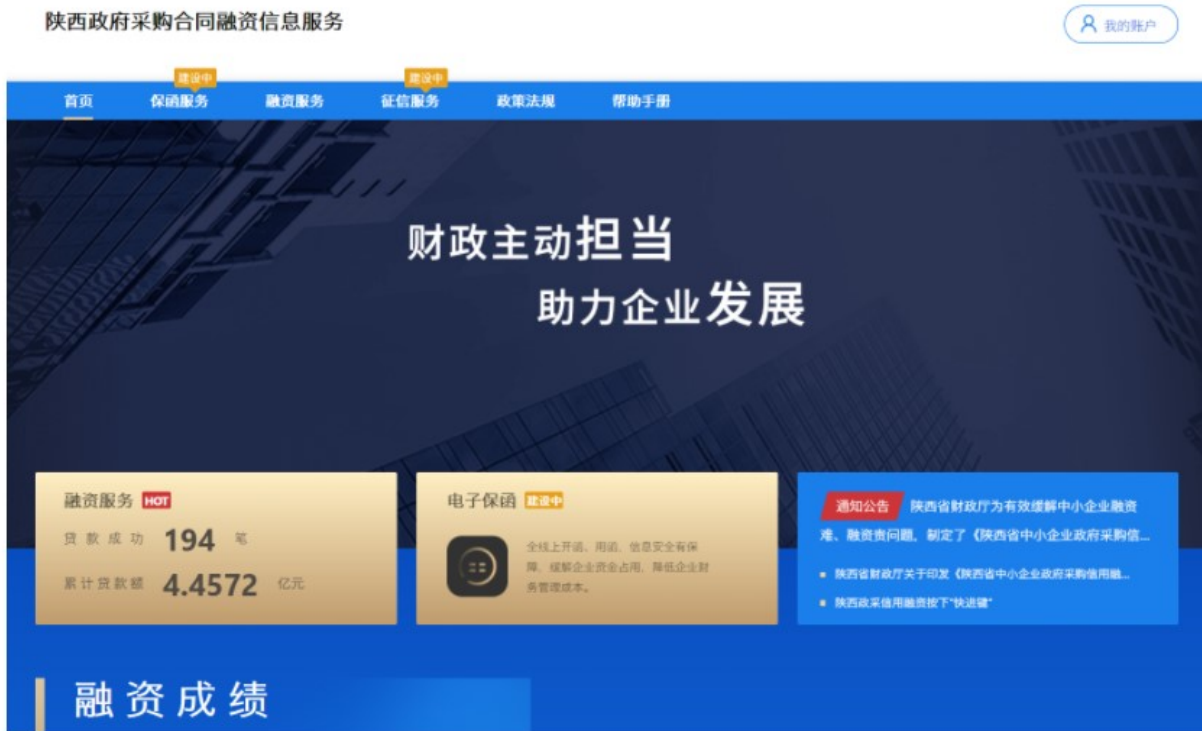 陕西政府采购合同融资信息服务
我的账户
建设中
建设中
首页 保函服务 融资服务 征信服务 政策法规 帮助手册
财政主动担当
助力企业发展
融资服务 HOT
贷款成功 194 笔
累计贷款额 4.4572 亿元
电子保函 建设中
全线上开函、用函、信息安全有保
障、缓解企业资金占用、降低企业财
务管理成本。
通知公告 陕西省财政厅为有效缓解中小企业融资
难、融资贵问题,制定了《陕西省中小企业政府采购信...
陕西省财政厅关于印发《陕西省中小企业政府采购信用融...
陕西政采信用融资按下“快进键”
融资成绩